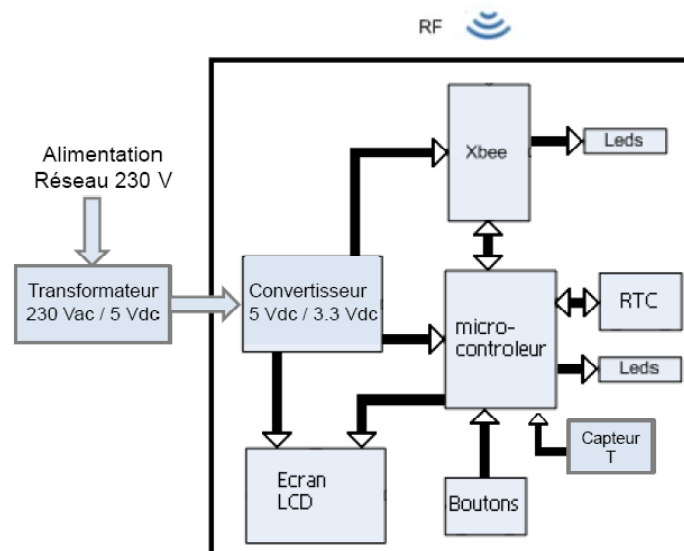 RF
Xbee
Leds
Alimentation
Réseau 230 V
Transformateur
230 Vac / 5 Vdc
Convertisseur
5 Vdc / 3.3 Vdc
micro-
controleur
RTC
Leds
Capteur
T
Ecran
LCD
Boutons